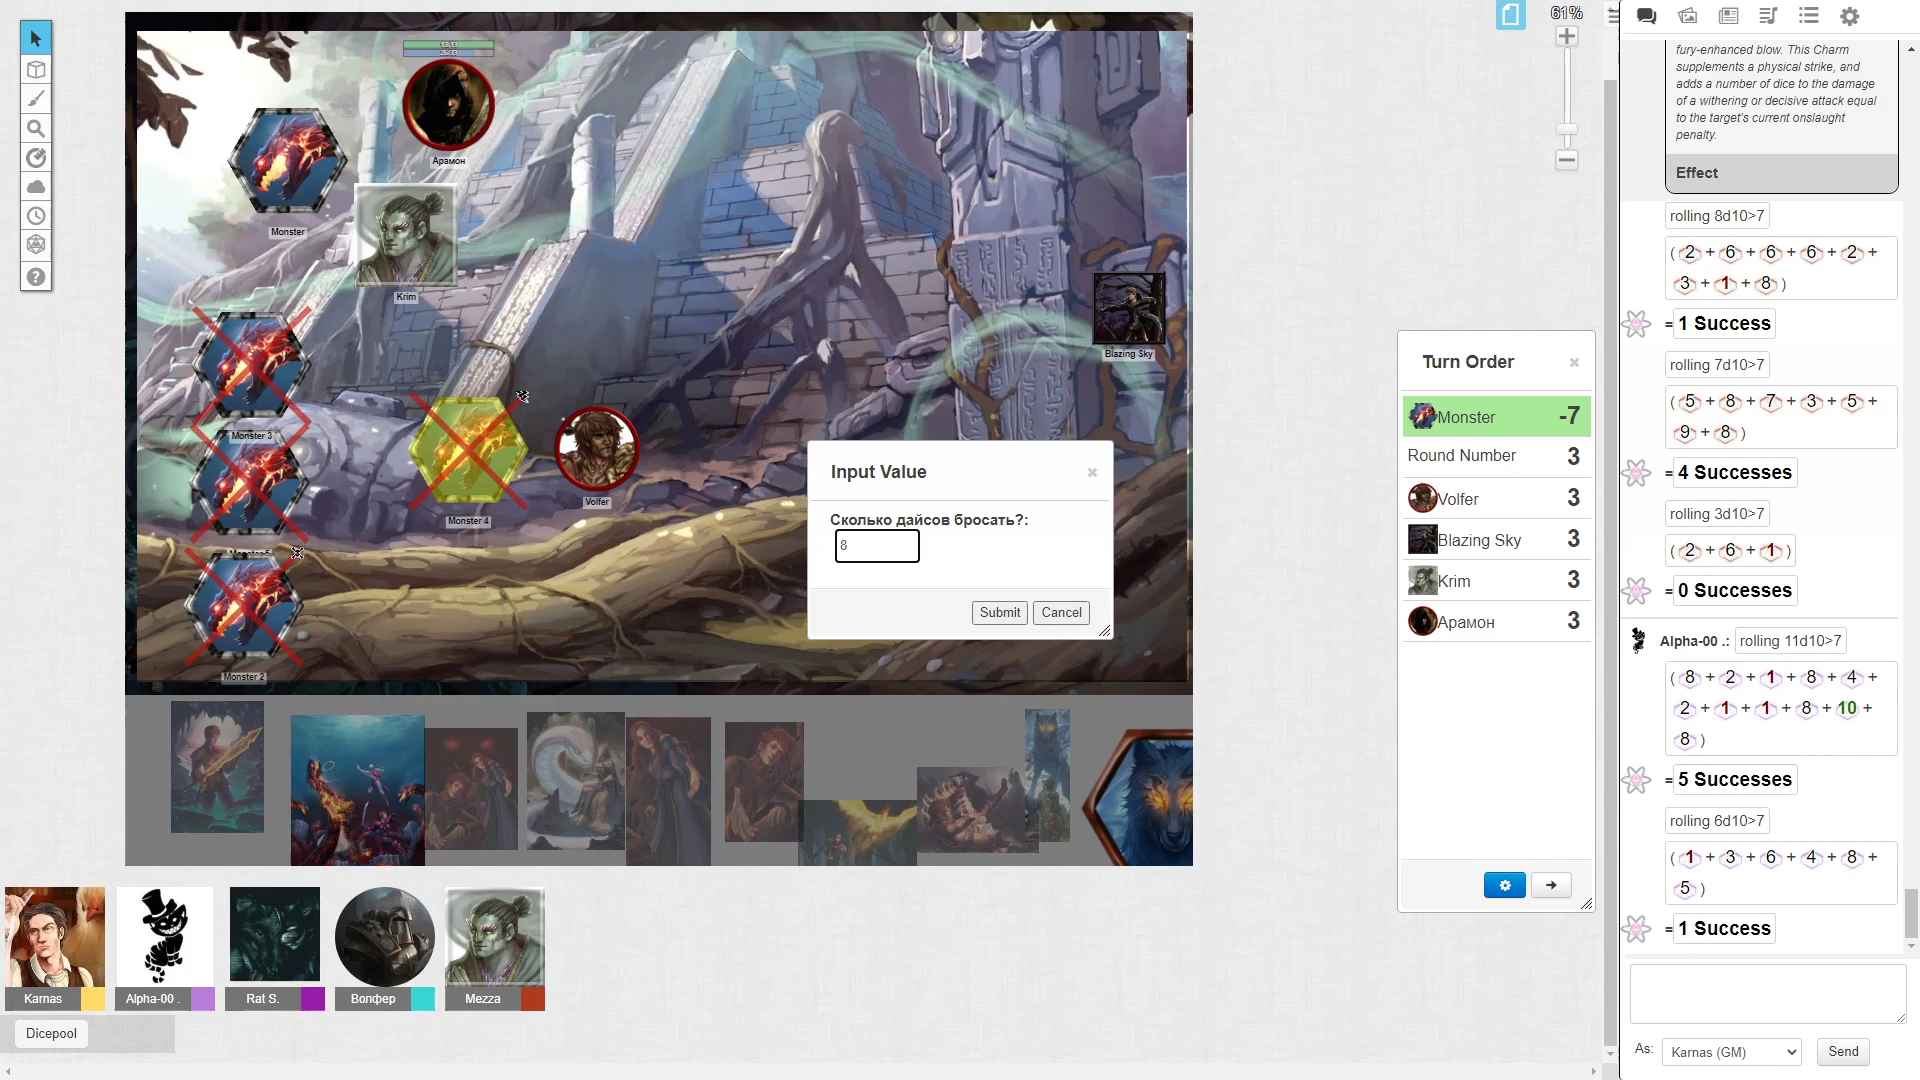 61%
Арамон
Monster
Krim
Blazing Sky
Monster 3
Monster 4
Volfer
Monster 2
Input Value
×
Сколько дайсов бросать?:
8
Submit
Cancel
Turn Order
×
Monster -7
Round Number 3
Volfer 3
Blazing Sky 3
Krim 3
Арамон 3
Karnas
Alpha-00 .
Rat S.
Вопфер
Mezza
Dicepool
fury-enhanced blow. This Charm
supplements a physical strike, and
adds a number of dice to the damage
of a withering or decisive attack equal
to the target's current onslaught
penalty.
Effect
rolling 8d10>7
( 2 + 6 + 6 + 6 + 2 +
3 + 1 + 8 )
= 1 Success
rolling 7d10>7
( 5 + 8 + 7 + 3 + 5 +
9 + 8 )
= 4 Successes
rolling 3d10>7
( 2 + 6 + 1 )
= 0 Successes
Alpha-00 .: rolling 11d10>7
( 8 + 2 + 1 + 8 + 4 +
2 + 1 + 1 + 8 + 10 +
8 )
= 5 Successes
rolling 6d10>7
( 1 + 3 + 6 + 4 + 8 +
5 )
= 1 Success
As: Karnas (GM)
Send